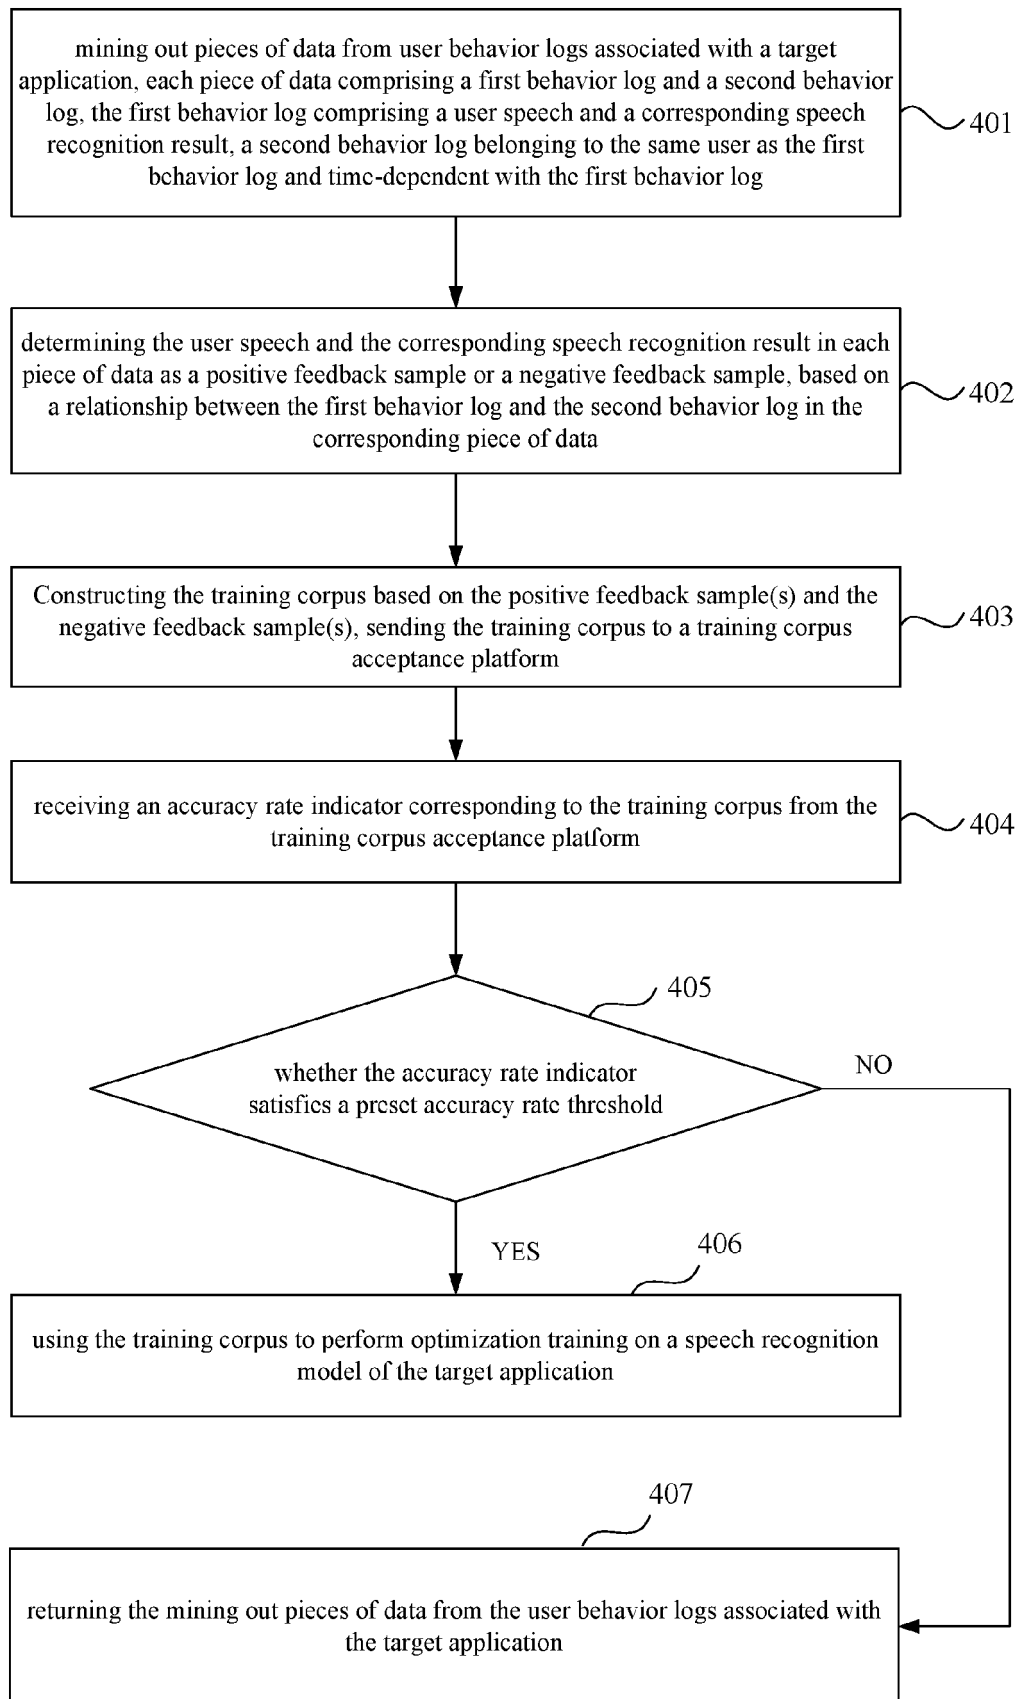 mining out pieces of data from user behavior logs associated with a target
application, each piece of data comprising a first behavior log and a second behavior
log, the first behavior log comprising a user speech and a corresponding speech
recognition result, a second behavior log belonging to the same user as the first
behavior log and time-dependent with the first behavior log
401
determining the user speech and the corresponding speech recognition result in each
piece of data as a positive feedback sample or a negative feedback sample, based on
a relationship between the first behavior log and the second behavior log in the
corresponding piece of data
402
Constructing the training corpus based on the positive feedback sample(s) and the
negative feedback sample(s), sending the training corpus to a training corpus
acceptance platform
403
receiving an accuracy rate indicator corresponding to the training corpus from the
training corpus acceptance platform
404
405
whether the accuracy rate indicator
satisfies a preset accuracy rate threshold
NO
YES
406
using the training corpus to perform optimization training on a speech recognition
model of the target application
407
returning the mining out pieces of data from the user behavior logs associated with
the target application